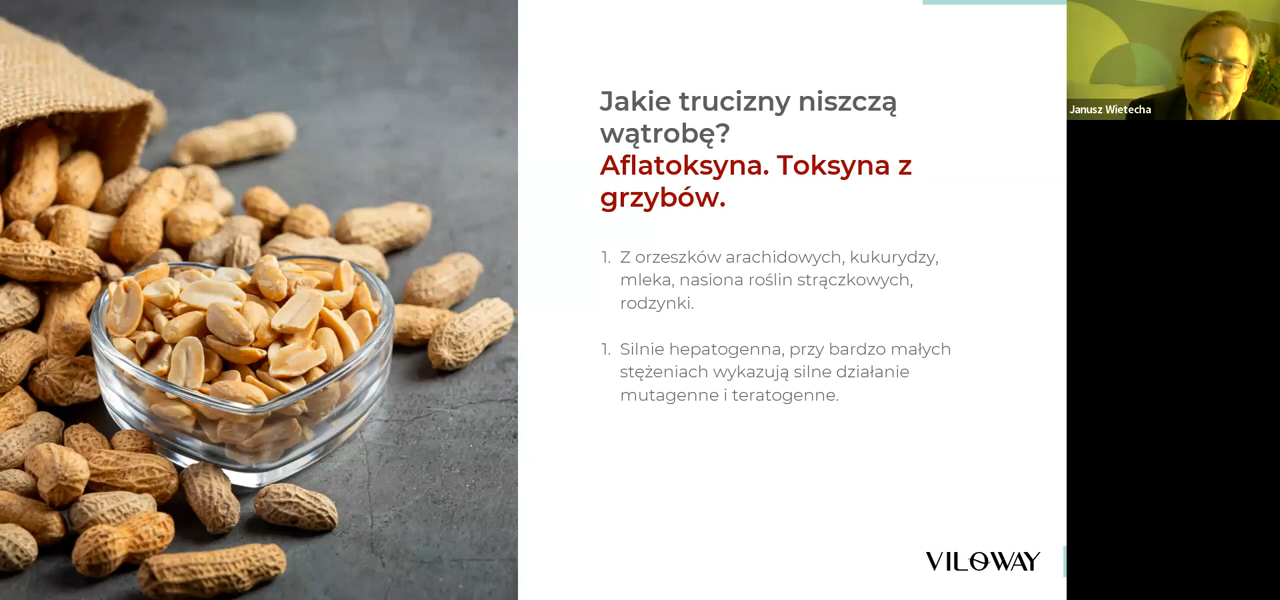 Jakie trucizny niszczą
wątrobę?
Aflatoksyna. Toksyna z
grzybów.
1. Z orzeszków arachidowych, kukurydzy,
mleka, nasiona roślin strączkowych,
rodzynki.
1. Silnie hepatogenna, przy bardzo małych
stężeniach wykazują silne działanie
mutagenne i teratogenne.
VILOWAY
Janusz Wietecha